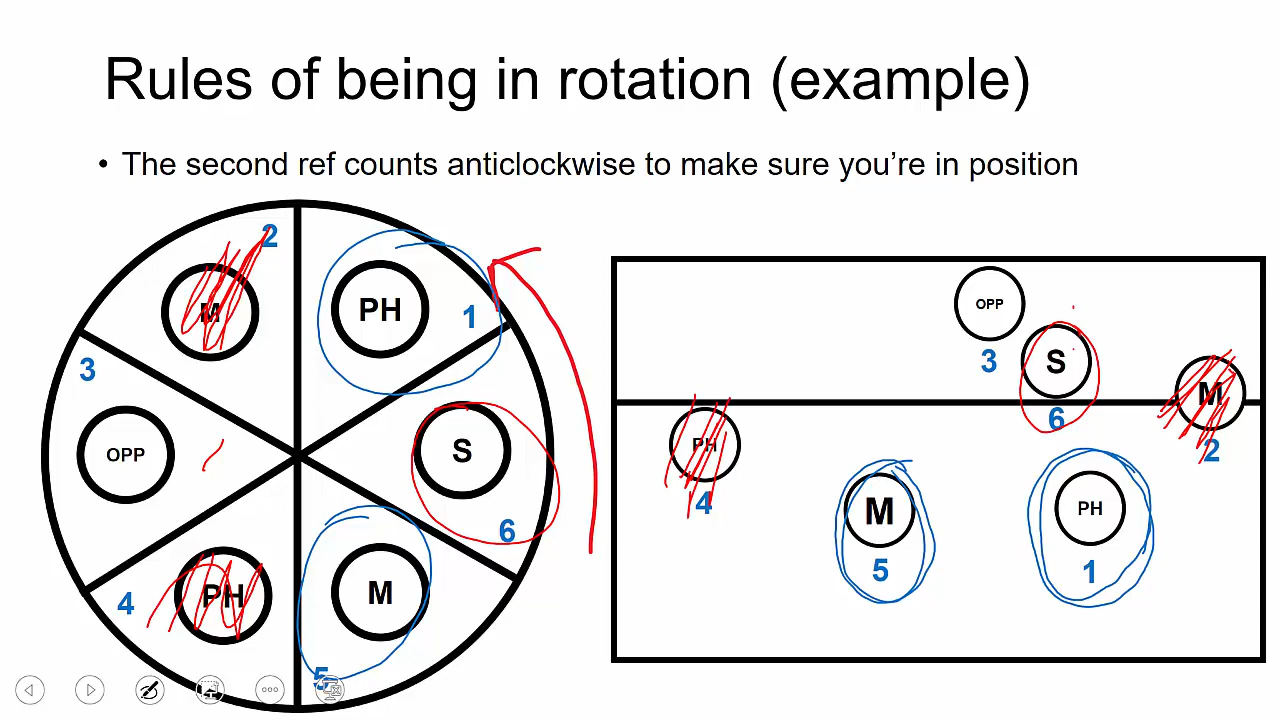 Rules of being in rotation (example)
• The second ref counts anticlockwise to make sure you’re in position
2
M
PH
1
3
OPP
S
6
4
PH
M
5
OPP
3
S
6
M
2
PH
4
M
5
PH
1